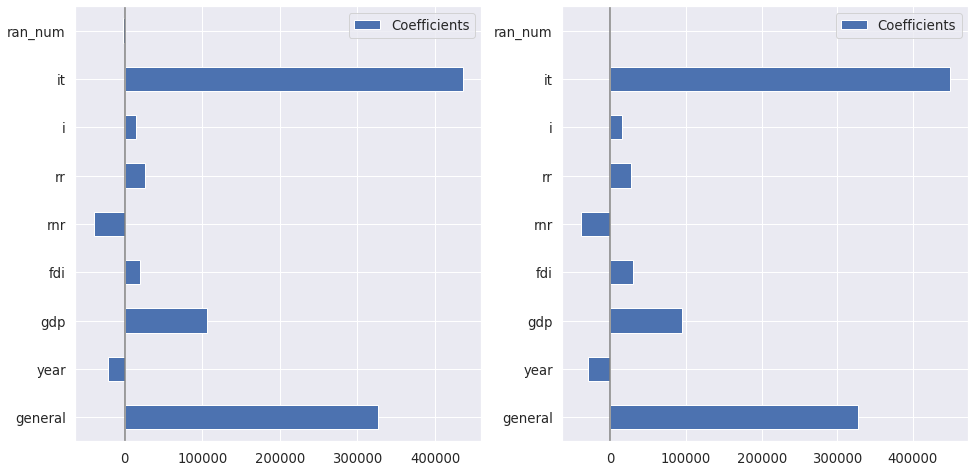 Coefficients
ran_num
it
i
rr
rnr
fdi
gdp
year
general
0 100000 200000 300000 400000
Coefficients
ran_num
it
i
rr
rnr
fdi
gdp
year
general
0 100000 200000 300000 400000